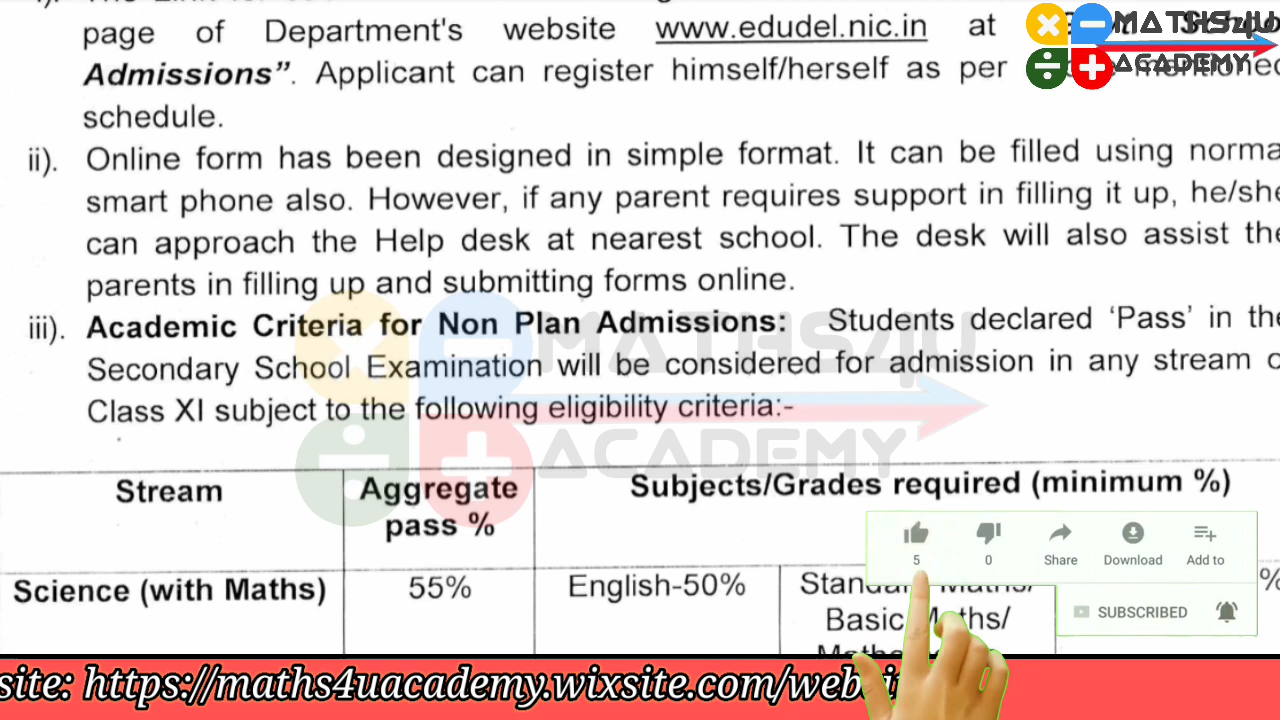 page of Department's website www.edudel.nic.in at
Admissions”. Applicant can register himself/herself as per mentioned
schedule.
ii). Online form has been designed in simple format. It can be filled using norma
smart phone also. However, if any parent requires support in filling it up, he/she
can approach the Help desk at nearest school. The desk will also assist the
parents in filling up and submitting forms online.
iii). Academic Criteria for Non Plan Admissions: Students declared ‘Pass’ in the
Secondary School Examination will be considered for admission in any stream o
Class XI subject to the following eligibility criteria:-
MATHS4U
ACADEMY
MATHS4U
ACADEMY
Stream
Aggregate
pass %
Subjects/Grades required (minimum %)
Science (with Maths)
55%
English-50%
Standard Maths/
Basic Maths/
%
5
0
Share
Download
Add to
SUBSCRIBED
site: https://maths4uacademy.wixsite.com/web